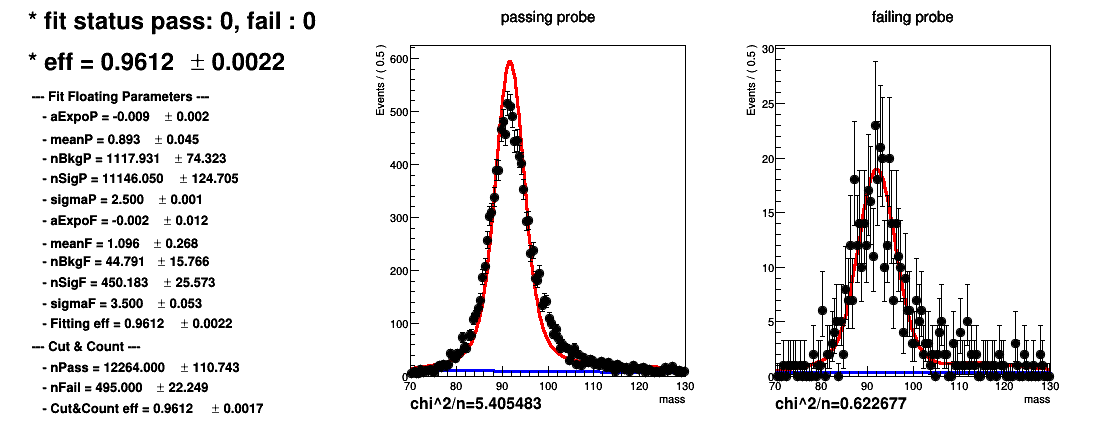 * fit status pass: 0, fail : 0
* eff = 0.9612 ± 0.0022
--- Fit Floating Parameters ---
- aExpoP = -0.009 ± 0.002
- meanP = 0.893 ± 0.045
- nBkgP = 1117.931 ± 74.323
- nSigP = 11146.050 ± 124.705
- sigmaP = 2.500 ± 0.001
- aExpoF = -0.002 ± 0.012
- meanF = 1.096 ± 0.268
- nBkgF = 44.791 ± 15.766
- nSigF = 450.183 ± 25.573
- sigmaF = 3.500 ± 0.053
- Fitting eff = 0.9612 ± 0.0022
--- Cut & Count ---
- nPass = 12264.000 ± 110.743
- nFail = 495.000 ± 22.249
- Cut&Count eff = 0.9612 ± 0.0017
passing probe
Events / ( 0.5 )
600
500
400
300
200
100
0
70 80 90 100 110 120 130
mass
chi^2/n=5.405483
failing probe
Events / ( 0.5 )
30
25
20
15
10
5
0
70 80 90 100 110 120 130
mass
chi^2/n=0.622677